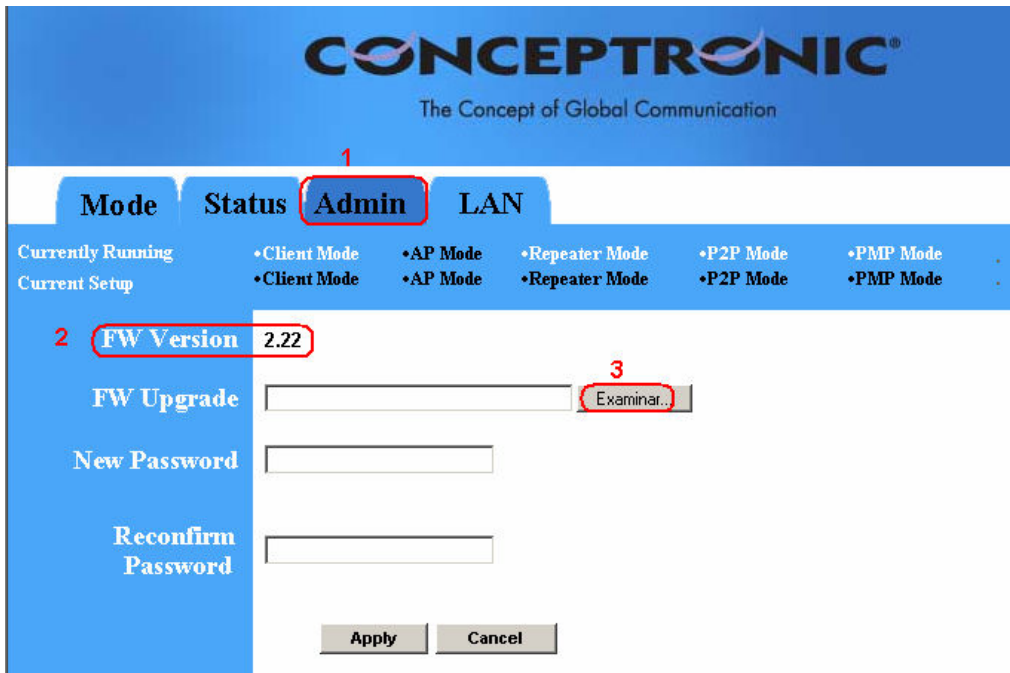 CONCEPTRONIC®
The Concept of Global Communication
1
Mode Status Admin LAN
Currently Running •Client Mode •AP Mode •Repeater Mode •P2P Mode •PMP Mode .
Current Setup •Client Mode •AP Mode •Repeater Mode •P2P Mode •PMP Mode .
2 FW Version 2.22
3
FW Upgrade Examinar...
New Password
Reconfirm
Password
Apply Cancel